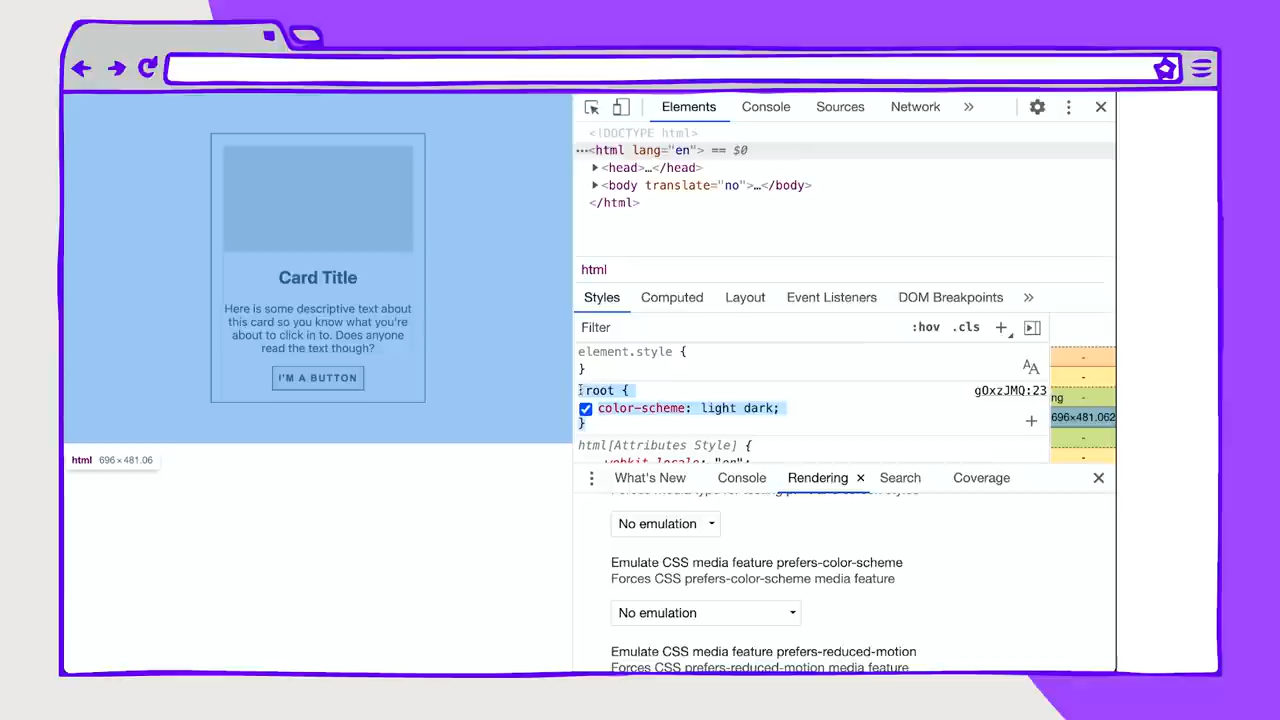 Elements Console Sources Network »
<!DOCTYPE html>
···<html lang="en"> == $0
<head>…</head>
<body translate="no">…</body>
</html>
html
Styles Computed Layout Event Listeners DOM Breakpoints »
Filter :hov .cls +
element.style {
}
:root { gOxzJMQ:23
color-scheme: light dark;
}
html[Attributes Style] {
-webkit-locale: "en";
-
-
ng -
696×481.062
-
-
Card Title
Here is some descriptive text about
this card so you know what you're
about to click in to. Does anyone
read the text though?
I'M A BUTTON
html 696×481.06
What's New Console Rendering × Search Coverage
No emulation
Emulate CSS media feature prefers-color-scheme
Forces CSS prefers-color-scheme media feature
No emulation
Emulate CSS media feature prefers-reduced-motion
Forces CSS prefers-reduced-motion media feature